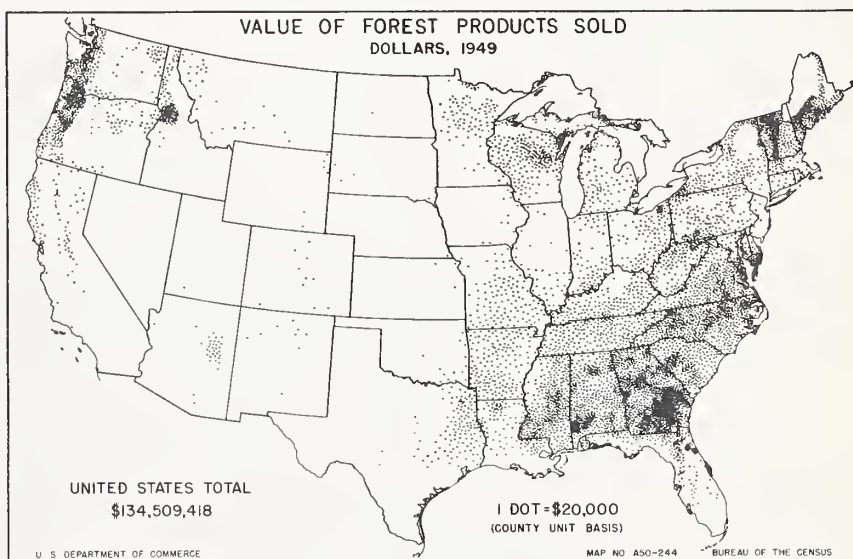 VALUE OF FOREST PRODUCTS SOLD
DOLLARS, 1949
UNITED STATES TOTAL
$134,509,418
1 DOT = $20,000
(COUNTY UNIT BASIS)
U S DEPARTMENT OF COMMERCE
MAP NO A50-244
BUREAU OF THE CENSUS